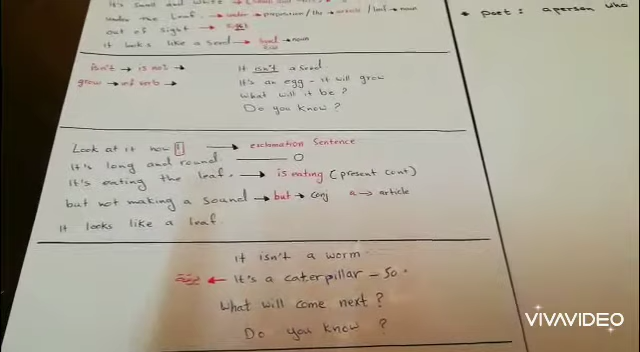 It's small and white →
under the leaf. → under → preposition / the → article / leaf → noun
out of sight → sight
it looks like a seed → seed → noun
isn't → is not →
grow → of verb →
It isn't a seed
It's an egg - it will grow
What will it be?
Do you know?
Look at it now ! → exclamation sentence
It's long and round. O
It's eating the leaf. → is eating (present cont)
but not making a sound → but → conj a → article
It looks like a leaf.
It isn't a worm.
← It's a caterpillar - So.
What will come next?
Do you know?
poet : a person who
VIVAVIDEO